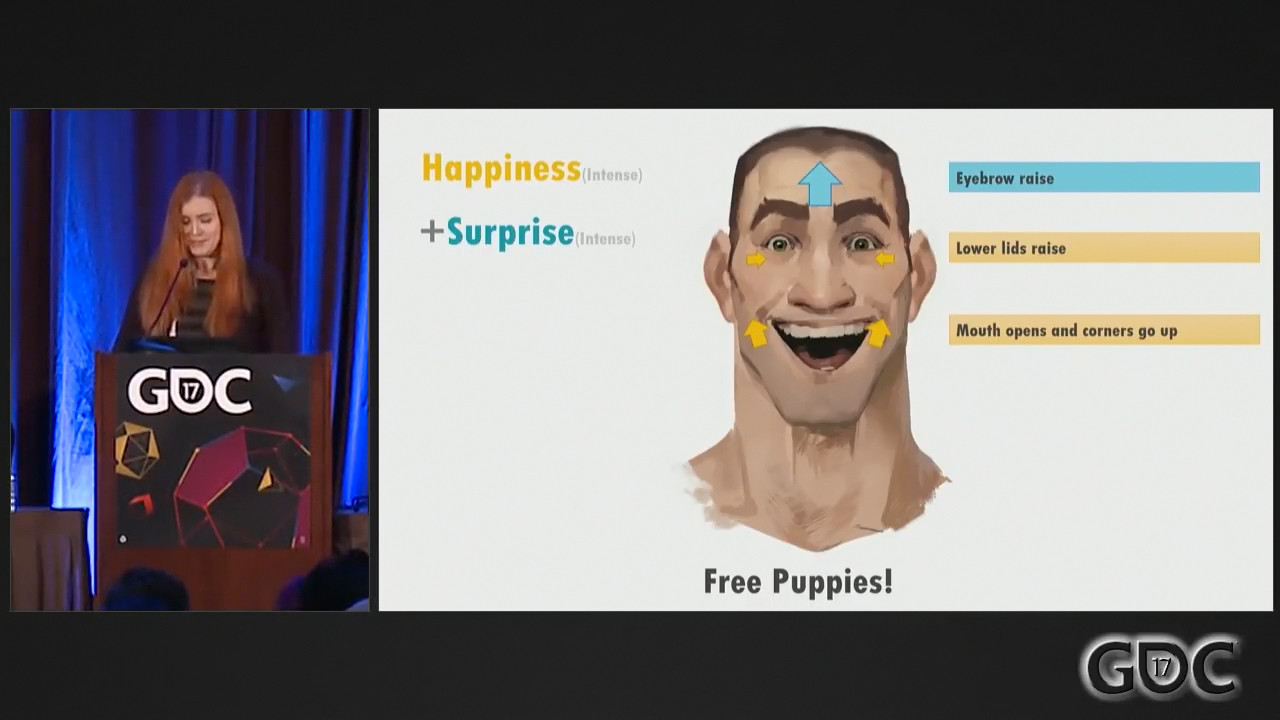 Happiness(Intense)
+Surprise(Intense)
Eyebrow raise
Lower lids raise
Mouth opens and corners go up
Free Puppies!
GDC
17
GDC
17